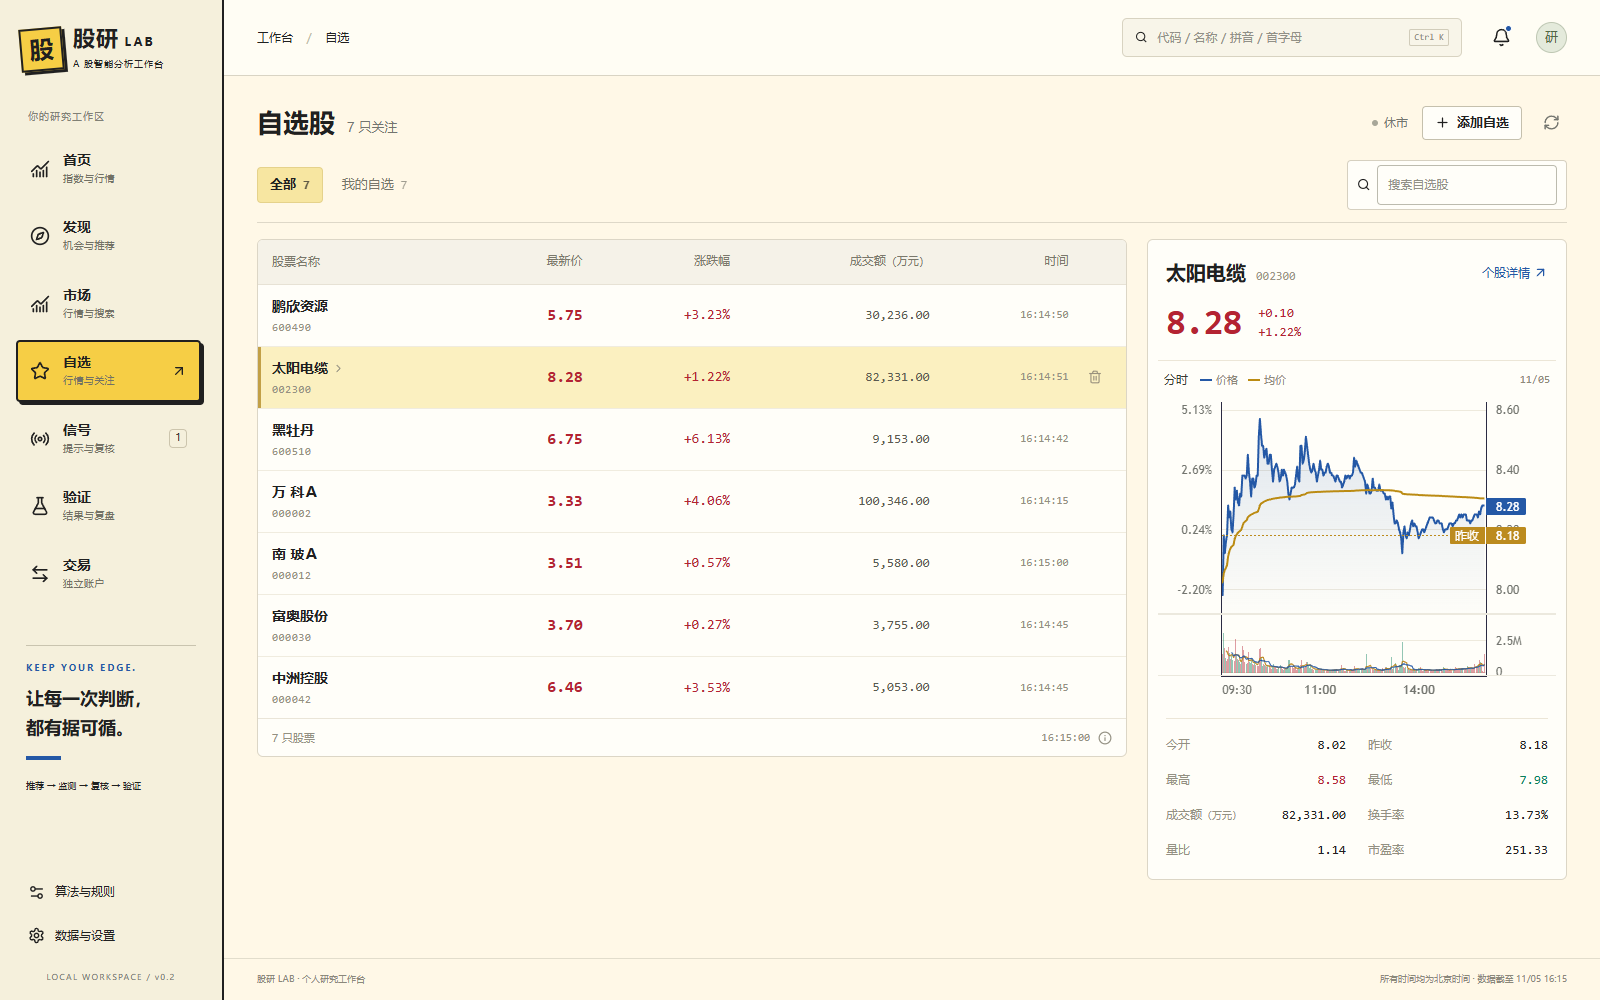 股
股研 LAB
A 股智能分析工作台
你的研究工作区
首页
指数与行情
发现
机会与推荐
市场
行情与搜索
自选
行情与关注
信号
提示与复核
1
验证
结果与复盘
交易
独立账户
KEEP YOUR EDGE.
让每一次判断，
都有据可循。
推荐 → 监测 → 复核 → 验证
算法与规则
数据与设置
LOCAL WORKSPACE / v0.2
工作台 / 自选
代码 / 名称 / 拼音 / 首字母 Ctrl K
研
自选股 7 只关注
休市
添加自选
全部 7 我的自选 7
搜索自选股
股票名称 最新价 涨跌幅 成交额（万元） 时间
鹏欣资源 5.75 +3.23% 30,236.00 16:14:50
600490
太阳电缆 8.28 +1.22% 82,331.00 16:14:51
002300
黑牡丹 6.75 +6.13% 9,153.00 16:14:42
600510
万 科A 3.33 +4.06% 100,346.00 16:14:15
000002
南 玻A 3.51 +0.57% 5,580.00 16:15:00
000012
富奥股份 3.70 +0.27% 3,755.00 16:14:45
000030
中洲控股 6.46 +3.53% 5,053.00 16:14:45
000042
7 只股票 16:15:00
太阳电缆 002300 个股详情
8.28 +0.10
+1.22%
分时 价格 均价 11/05
5.13% 8.60
2.69% 8.40
8.28
0.24%
昨收 8.18
-2.20% 8.00
2.5M
0
09:30 11:00 14:00
今开 8.02 昨收 8.18
最高 8.58 最低 7.98
成交额（万元） 82,331.00 换手率 13.73%
量比 1.14 市盈率 251.33
股研 LAB · 个人研究工作台
所有时间均为北京时间 · 数据截至 11/05 16:15